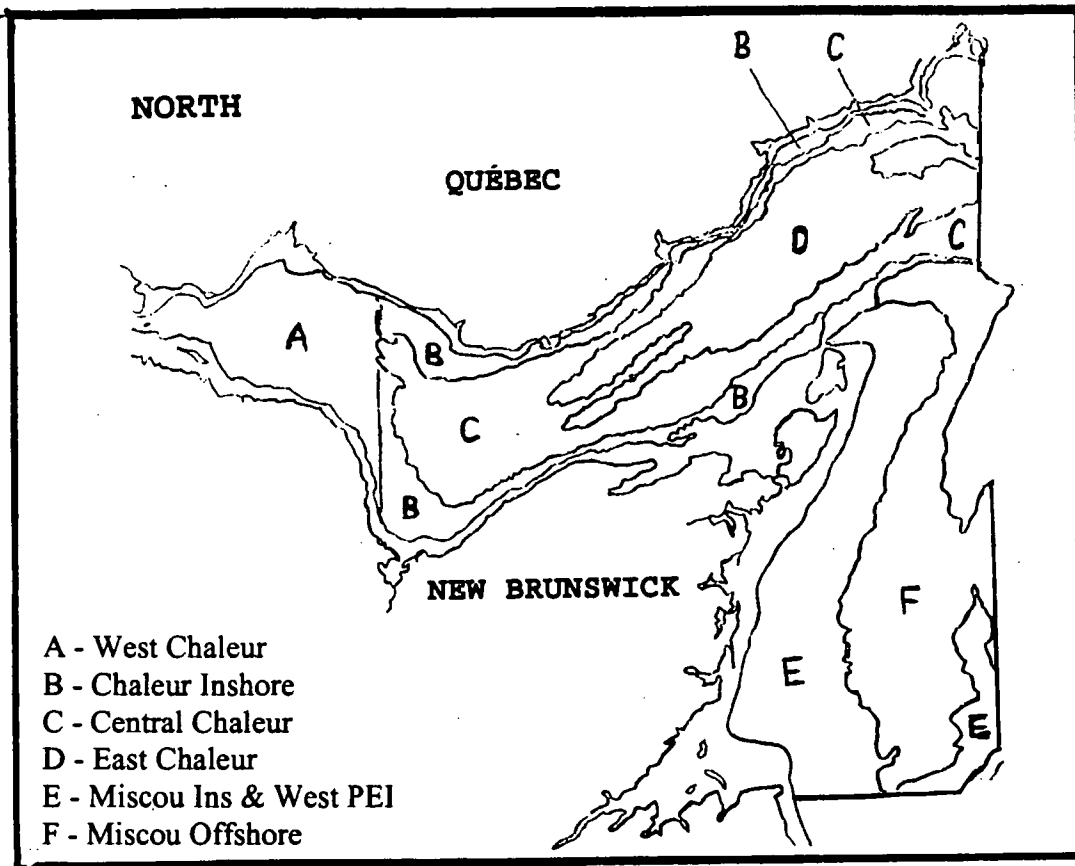 B C
NORTH
QUÉBEC
D
C
A
B
B
C
B
NEW BRUNSWICK
F
E
E
A - West Chaleur
B - Chaleur Inshore
C - Central Chaleur
D - East Chaleur
E - Miscou Ins & West PEI
F - Miscou Offshore